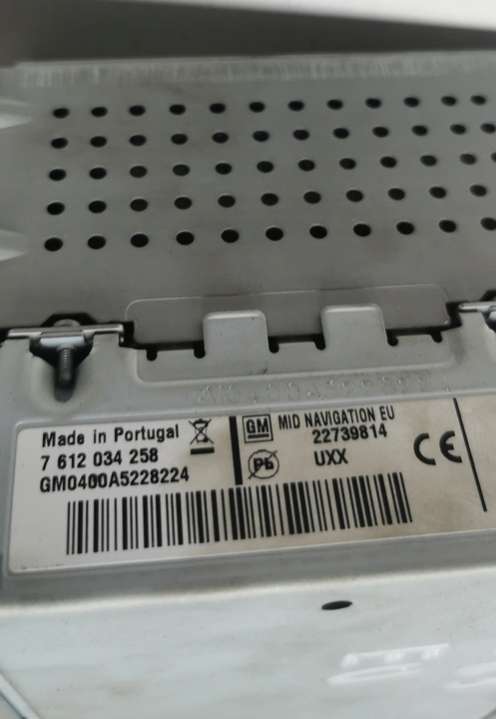 Made in Portugal
7 612 034 258
GM0400A5228224
GM
MID NAVIGATION EU
22739814
Pb
UXX
CE